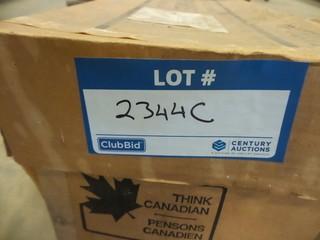 LOT #
2344C
ClubBid
CENTURY
AUCTIONS
THINK
CANADIAN
PENSONS
CANADIEN